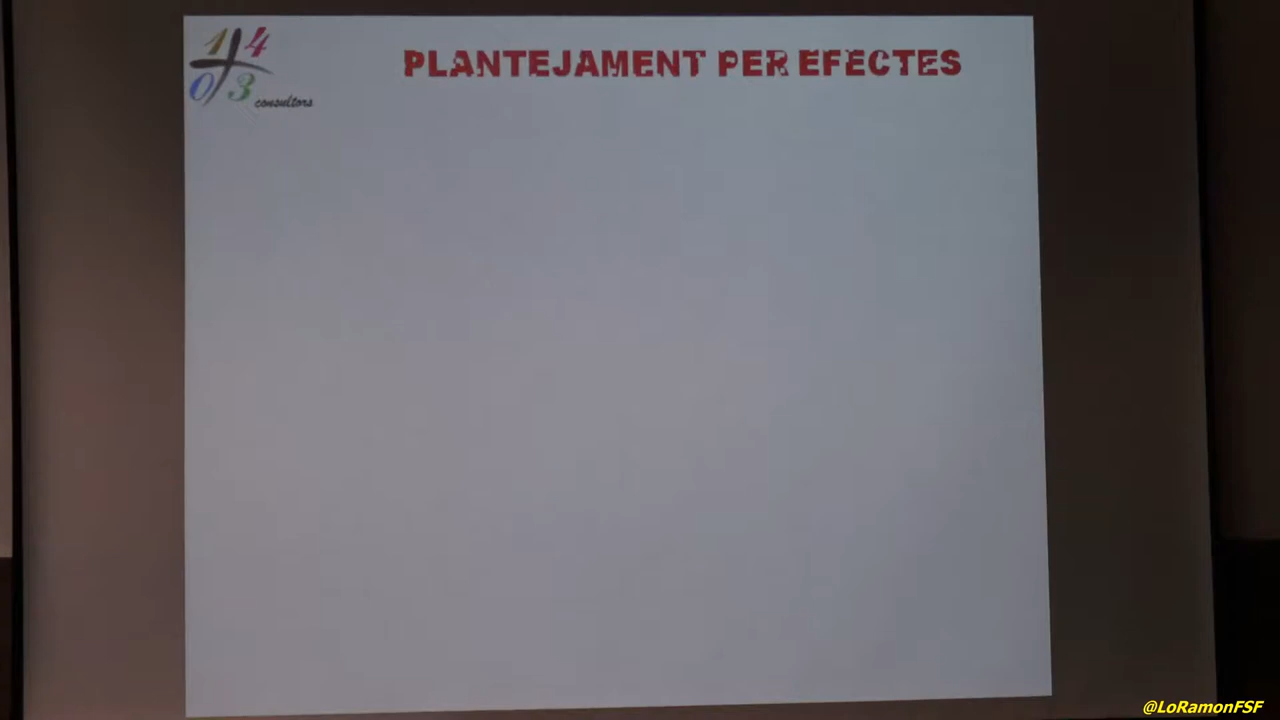 1 4
0 3
consultors
PLANTEJAMENT PER EFECTES
@LoRamonFSF